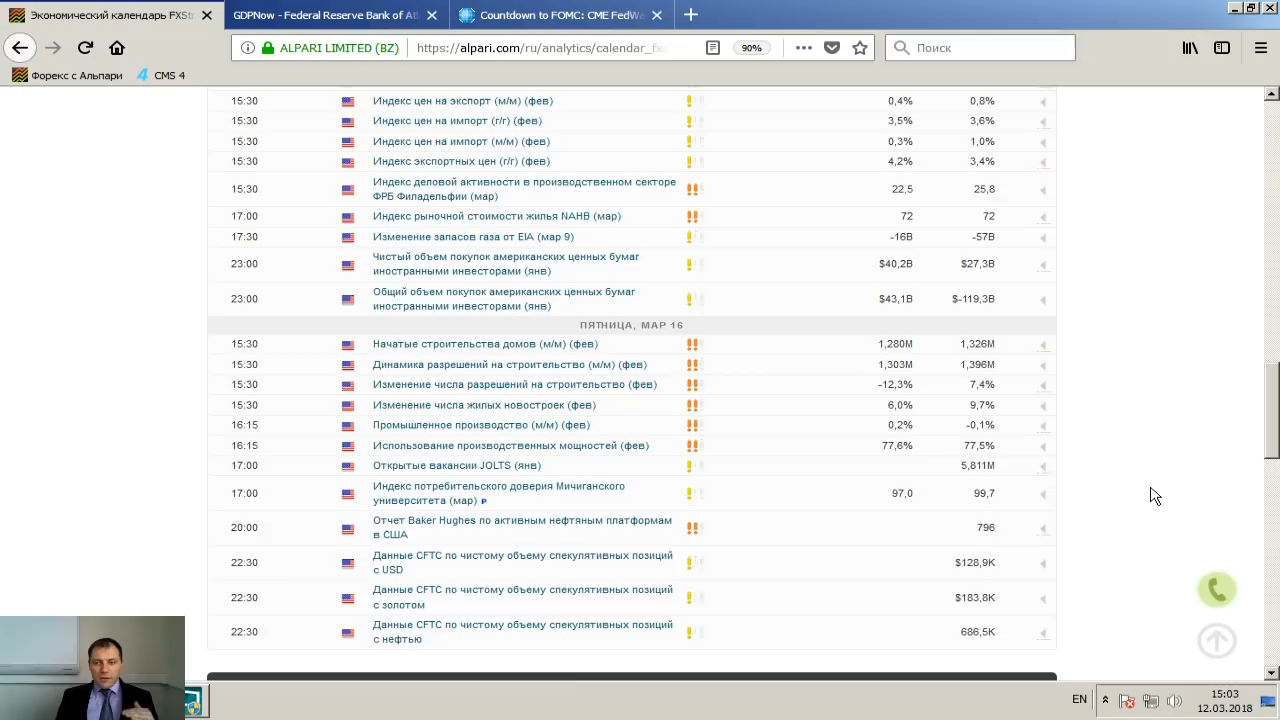 Экономический календарь FXStr
GDPNow - Federal Reserve Bank of Atl
Countdown to FOMC: CME FedWa
ALPARI LIMITED (BZ)
https://alpari.com/ru/analytics/calendar_fx
90%
Поиск
Форекс с Альпари
CMS 4
15:30 Индекс цен на экспорт (м/м) (фев) 0,4% 0,8%
15:30 Индекс цен на импорт (г/г) (фев) 3,5% 3,6%
15:30 Индекс цен на импорт (м/м) (фев) 0,3% 1,0%
15:30 Индекс экспортных цен (г/г) (фев) 4,2% 3,4%
15:30 Индекс деловой активности в производственном секторе
ФРБ Филадельфии (мар) 22,5 25,8
17:00 Индекс рыночной стоимости жилья NAHB (мар) 72 72
17:30 Изменение запасов газа от EIA (мар 9) -16B -57B
23:00 Чистый объем покупок американских ценных бумаг
иностранными инвесторами (янв) $40,2B $27,3B
23:00 Общий объем покупок американских ценных бумаг
иностранными инвесторами (янв) $43,1B $-119,3B
ПЯТНИЦА, МАР 16
15:30 Начатые строительства домов (м/м) (фев) 1,280M 1,326M
15:30 Динамика разрешений на строительство (м/м) (фев) 1,303M 1,396M
15:30 Изменение числа разрешений на строительство (фев) -12,3% 7,4%
15:30 Изменение числа жилых новостроек (фев) 6,0% 9,7%
16:15 Промышленное производство (м/м) (фев) 0,2% -0,1%
16:15 Использование производственных мощностей (фев) 77,6% 77,5%
17:00 Открытые вакансии JOLTS (янв) 5,811M
17:00 Индекс потребительского доверия Мичиганского
университета (мар) P 97,0 99,7
20:00 Отчет Baker Hughes по активным нефтяным платформам
в США 796
22:30 Данные CFTC по чистому объему спекулятивных позиций
с USD $128,9K
22:30 Данные CFTC по чистому объему спекулятивных позиций
с золотом $183,8K
22:30 Данные CFTC по чистому объему спекулятивных позиций
с нефтью 686,5K
EN
15:03
12.03.2018